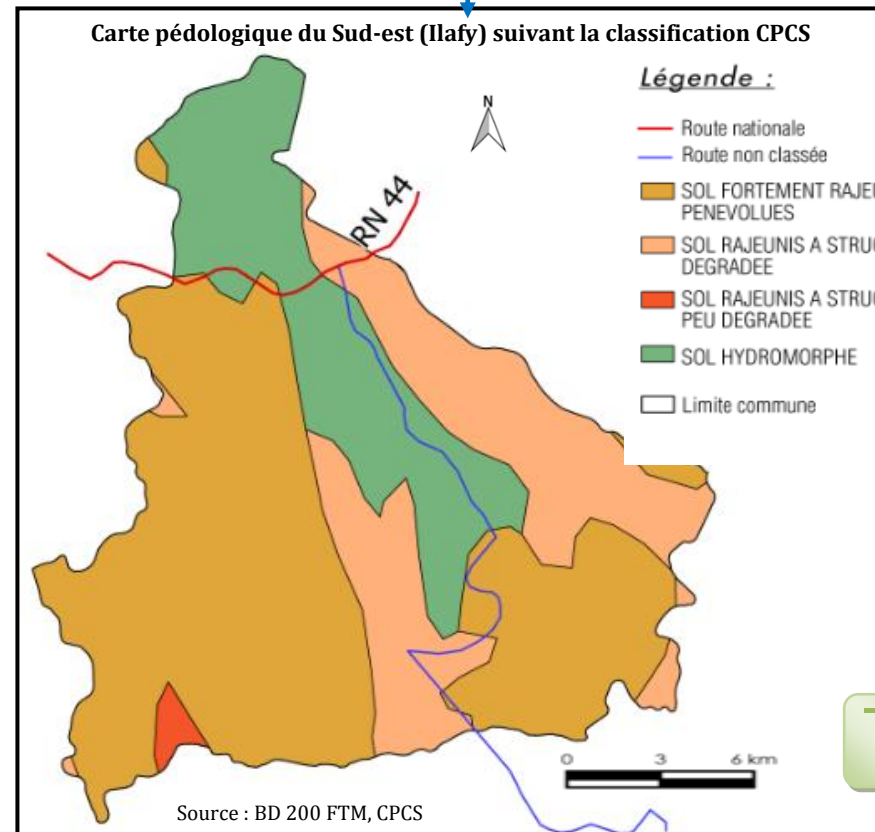 Carte pédologique du Sud-est (Ilafy) suivant la classification CPCS
Légende :
N
Route nationale
Route non classée
SOL FORTEMENT RAJEU
PENEVOLUES
SOL RAJEUNIS A STRUC
DEGRADEE
SOL RAJEUNIS A STRUC
PEU DEGRADEE
SOL HYDROMORPHE
Limite commune
RN 44
0 3 6 km
Source : BD 200 FTM, CPCS